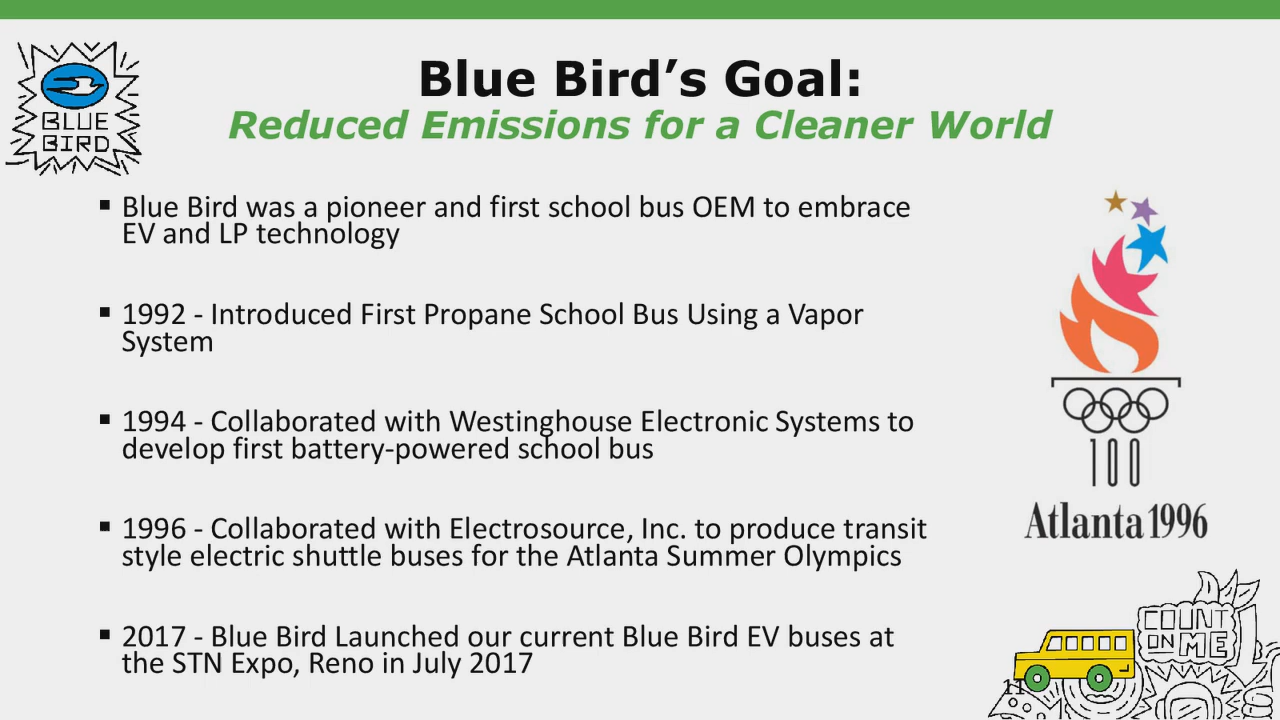 BLUE
BIRD
Blue Bird’s Goal:
Reduced Emissions for a Cleaner World
▪ Blue Bird was a pioneer and first school bus OEM to embrace
EV and LP technology
▪ 1992 - Introduced First Propane School Bus Using a Vapor
System
▪ 1994 - Collaborated with Westinghouse Electronic Systems to
develop first battery-powered school bus
▪ 1996 - Collaborated with Electrosource, Inc. to produce transit
style electric shuttle buses for the Atlanta Summer Olympics
▪ 2017 - Blue Bird Launched our current Blue Bird EV buses at
the STN Expo, Reno in July 2017
100
Atlanta 1996
COUNT
ON ME
11